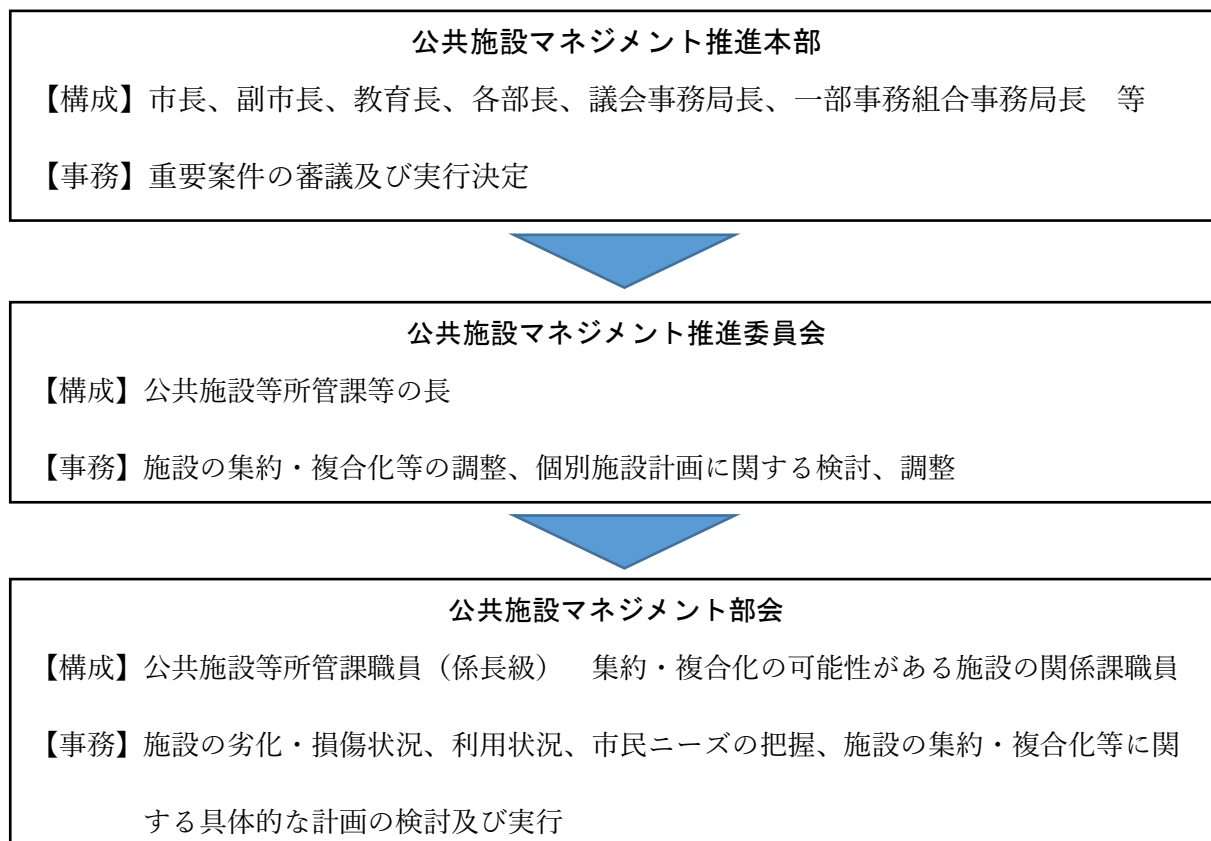 公共施設マネジメント推進本部
【構成】市長、副市長、教育長、各部長、議会事務局長、一部事務組合事務局長　等
【事務】重要案件の審議及び実行決定
公共施設マネジメント推進委員会
【構成】公共施設等所管課等の長
【事務】施設の集約・複合化等の調整、個別施設計画に関する検討、調整
公共施設マネジメント部会
【構成】公共施設等所管課職員（係長級）　集約・複合化の可能性がある施設の関係課職員
【事務】施設の劣化・損傷状況、利用状況、市民ニーズの把握、施設の集約・複合化等に関
する具体的な計画の検討及び実行